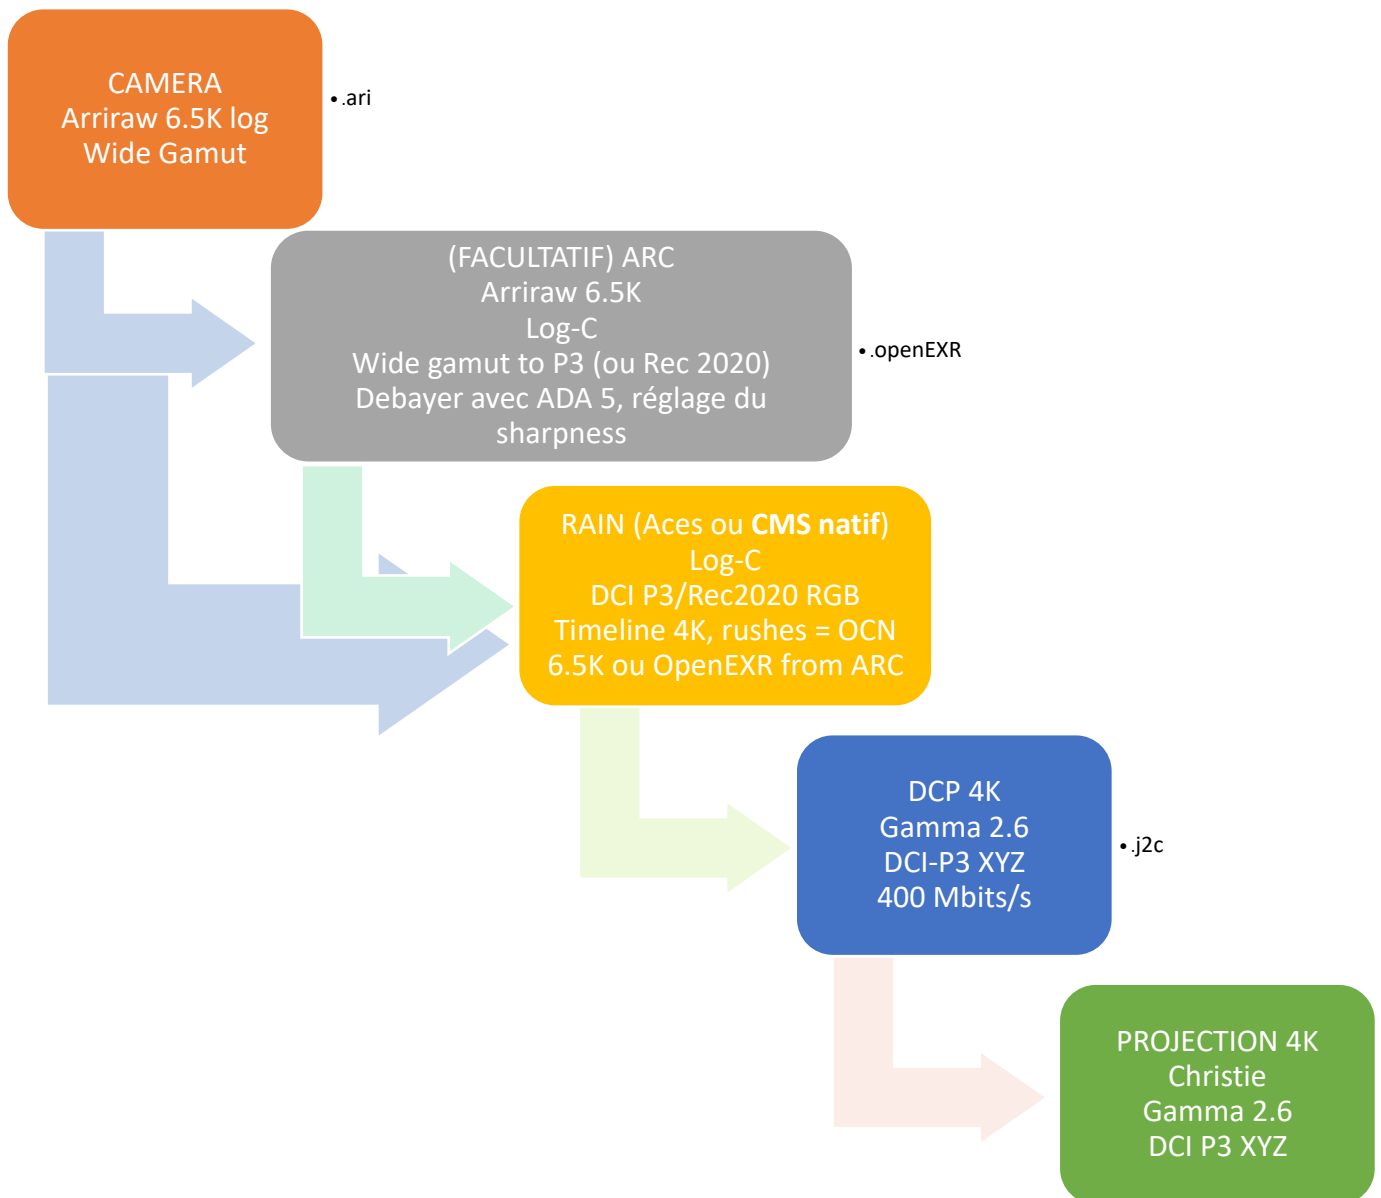 CAMERA
Arriraw 6.5K log
Wide Gamut
• .ari
(FACULTATIF) ARC
Arriraw 6.5K
Log-C
Wide gamut to P3 (ou Rec 2020)
Debayer avec ADA 5, réglage du
sharpness
• .openEXR
RAIN (Aces ou CMS natif)
Log-C
DCI P3/Rec2020 RGB
Timeline 4K, rushes = OCN
6.5K ou OpenEXR from ARC
DCP 4K
Gamma 2.6
DCI-P3 XYZ
400 Mbits/s
• .j2c
PROJECTION 4K
Christie
Gamma 2.6
DCI P3 XYZ